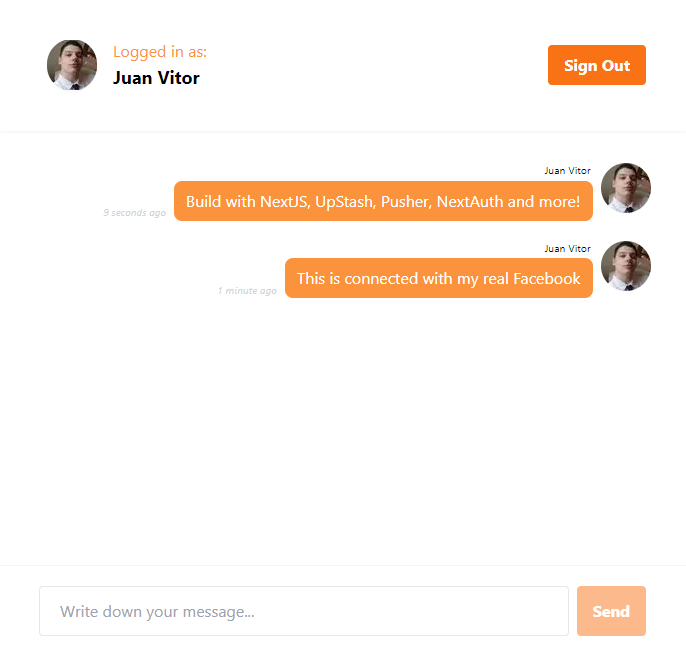 Logged in as:
Juan Vitor
Sign Out
Juan Vitor
Build with NextJS, UpStash, Pusher, NextAuth and more!
9 seconds ago
Juan Vitor
This is connected with my real Facebook
1 minute ago
Write down your message...
Send